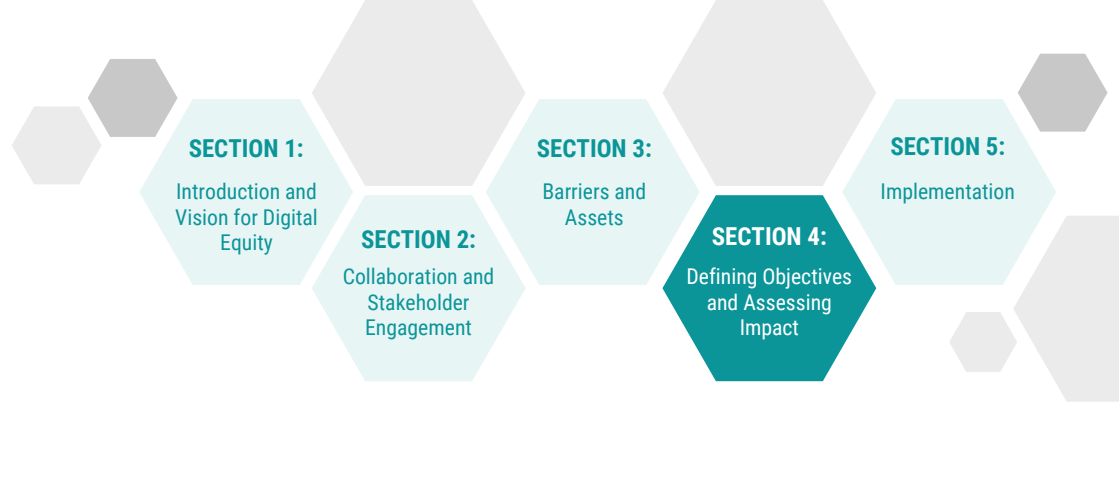 SECTION 1:
Introduction and
Vision for Digital
Equity
SECTION 2:
Collaboration and
Stakeholder
Engagement
SECTION 3:
Barriers and
Assets
SECTION 4:
Defining Objectives
and Assessing
Impact
SECTION 5:
Implementation